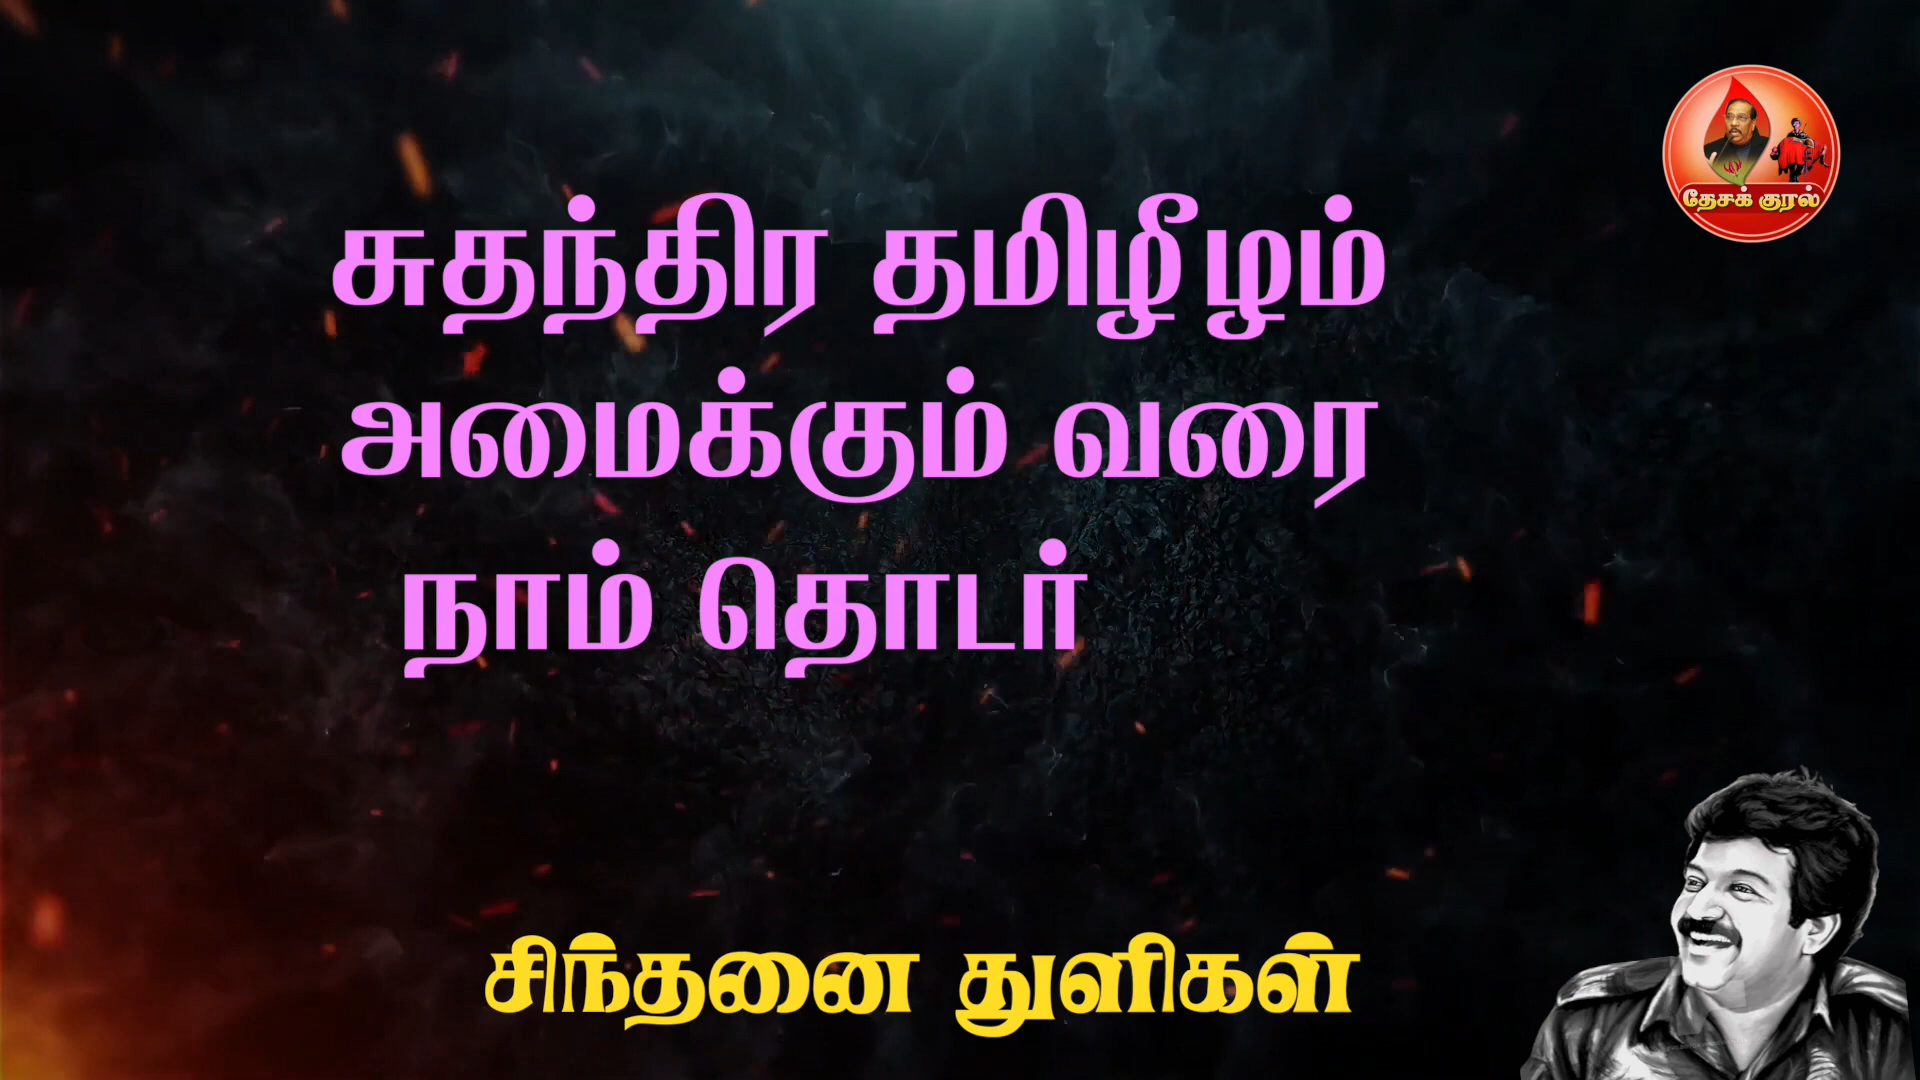 தேசக் குரல்
சுதந்திர தமிழீழம்
அமைக்கும் வரை
நாம் தொடர்
சிந்தனை துளிகள்